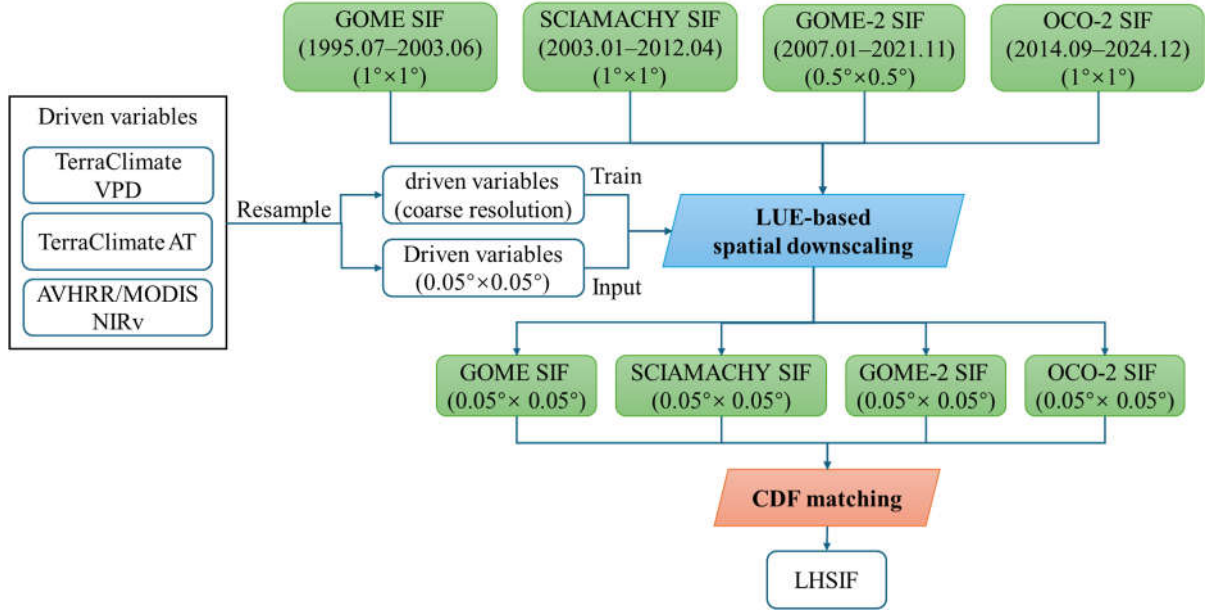 GOME SIF
(1995.07–2003.06)
(1°×1°)
SCIAMACHY SIF
(2003.01–2012.04)
(1°×1°)
GOME-2 SIF
(2007.01–2021.11)
(0.5°×0.5°)
OCO-2 SIF
(2014.09–2024.12)
(1°×1°)
Driven variables
TerraClimate
VPD
TerraClimate AT
AVHRR/MODIS
NIRv
Resample
driven variables
(coarse resolution)
Train
Driven variables
(0.05°×0.05°)
Input
LUE-based
spatial downscaling
GOME SIF
(0.05°× 0.05°)
SCIAMACHY SIF
(0.05°× 0.05°)
GOME-2 SIF
(0.05°× 0.05°)
OCO-2 SIF
(0.05°× 0.05°)
CDF matching
LHSIF